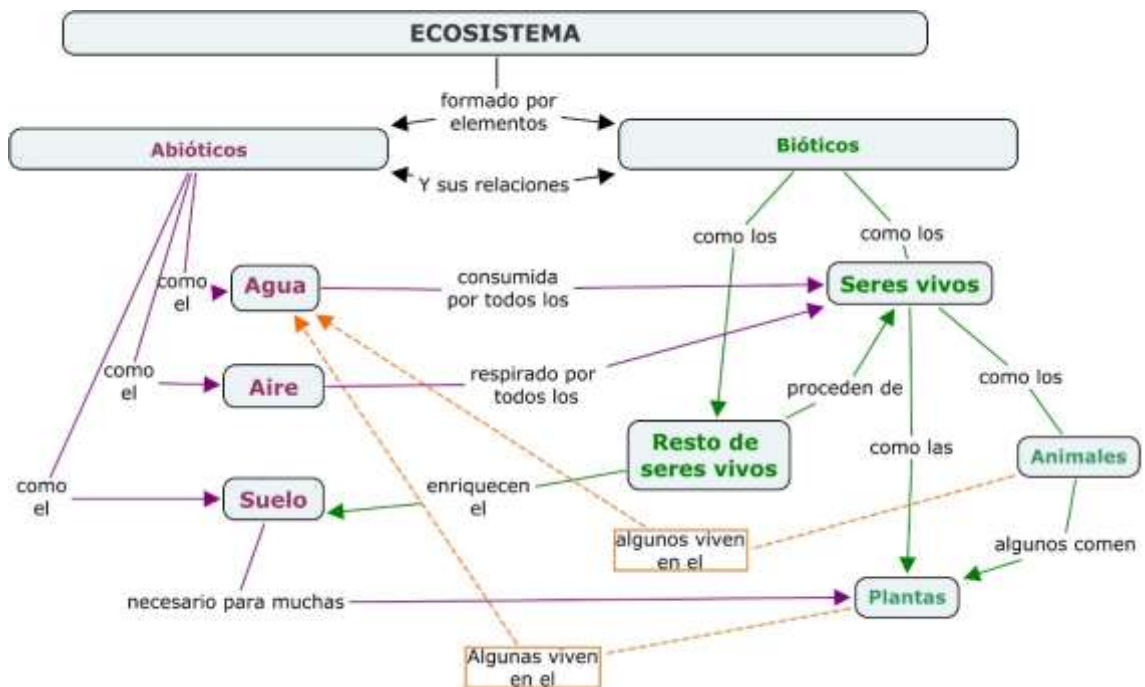 ECOSISTEMA
formado por
elementos
Abióticos
Bióticos
Y sus relaciones
como los
como los
como
el
Agua
consumida
por todos los
Seres vivos
como
el
Aire
respirado por
todos los
proceden de
como los
Resto de
seres vivos
como las
Animales
como
el
Suelo
enriquecen
el
algunos viven
en el
algunos comen
necesario para muchas
Plantas
Algunas viven
en el